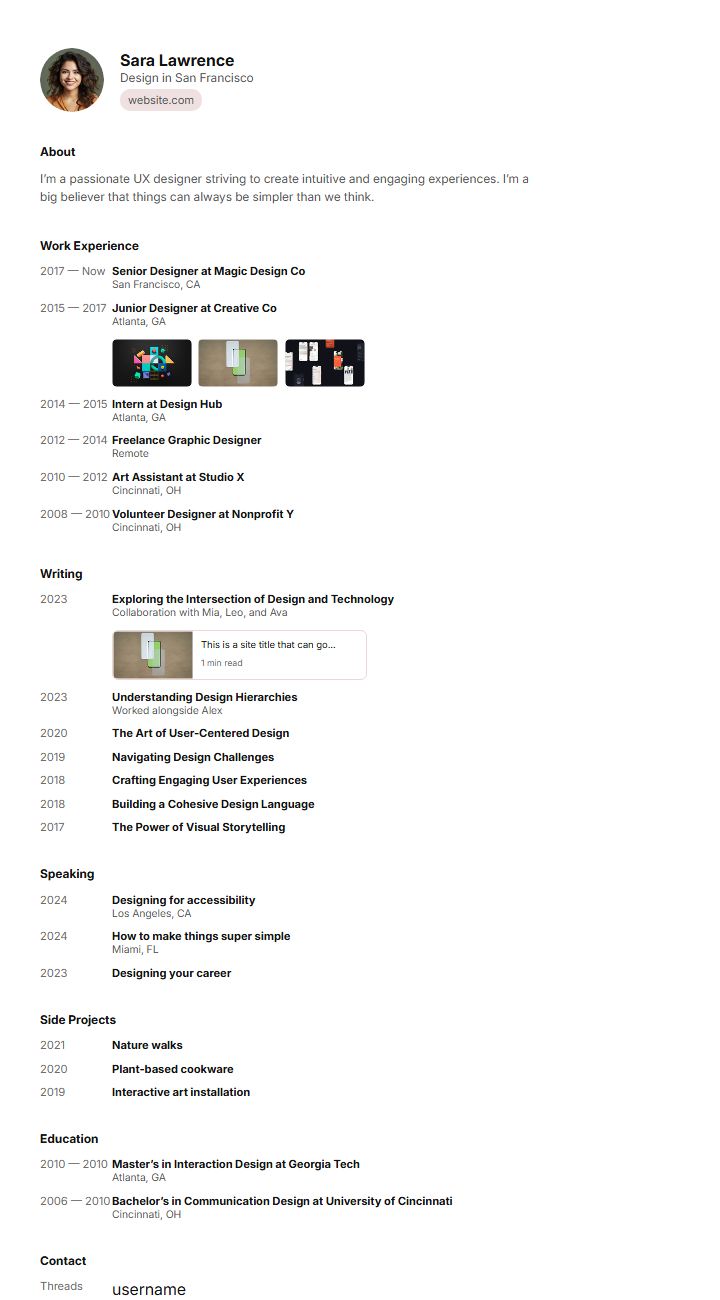 Sara Lawrence
Design in San Francisco
website.com
About
I'm a passionate UX designer striving to create intuitive and engaging experiences. I'm a
big believer that things can always be simpler than we think.
Work Experience
2017 — Now Senior Designer at Magic Design Co
San Francisco, CA
2015 — 2017 Junior Designer at Creative Co
Atlanta, GA
2014 — 2015 Intern at Design Hub
Atlanta, GA
2012 — 2014 Freelance Graphic Designer
Remote
2010 — 2012 Art Assistant at Studio X
Cincinnati, OH
2008 — 2010 Volunteer Designer at Nonprofit Y
Cincinnati, OH
Writing
2023 Exploring the Intersection of Design and Technology
Collaboration with Mia, Leo, and Ava
This is a site title that can go...
1 min read
2023 Understanding Design Hierarchies
Worked alongside Alex
2020 The Art of User-Centered Design
2019 Navigating Design Challenges
2018 Crafting Engaging User Experiences
2018 Building a Cohesive Design Language
2017 The Power of Visual Storytelling
Speaking
2024 Designing for accessibility
Los Angeles, CA
2024 How to make things super simple
Miami, FL
2023 Designing your career
Side Projects
2021 Nature walks
2020 Plant-based cookware
2019 Interactive art installation
Education
2010 — 2010 Master's in Interaction Design at Georgia Tech
Atlanta, GA
2006 — 2010 Bachelor's in Communication Design at University of Cincinnati
Cincinnati, OH
Contact
Threads username